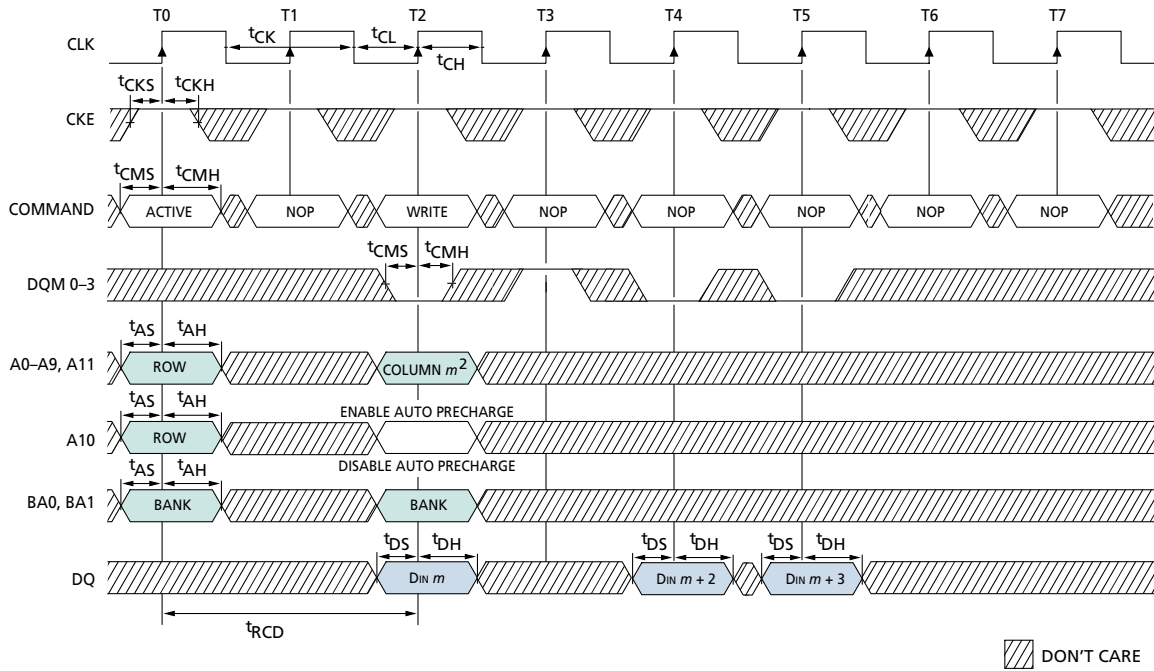 T0 T1 T2 T3 T4 T5 T6 T7
CLK
tCK tCL
tCH
tCKS tCKH
CKE
tCMS tCMH
COMMAND ACTIVE NOP WRITE NOP NOP NOP NOP NOP
tCMS tCMH
DQM 0–3
tAS tAH
A0–A9, A11 ROW COLUMN m2
tAS tAH ENABLE AUTO PRECHARGE
A10 ROW
DISABLE AUTO PRECHARGE
tAS tAH
BA0, BA1 BANK BANK
tDS tDH tDS tDH tDS tDH
DQ DIN m DIN m + 2 DIN m + 3
tRCD
DON'T CARE